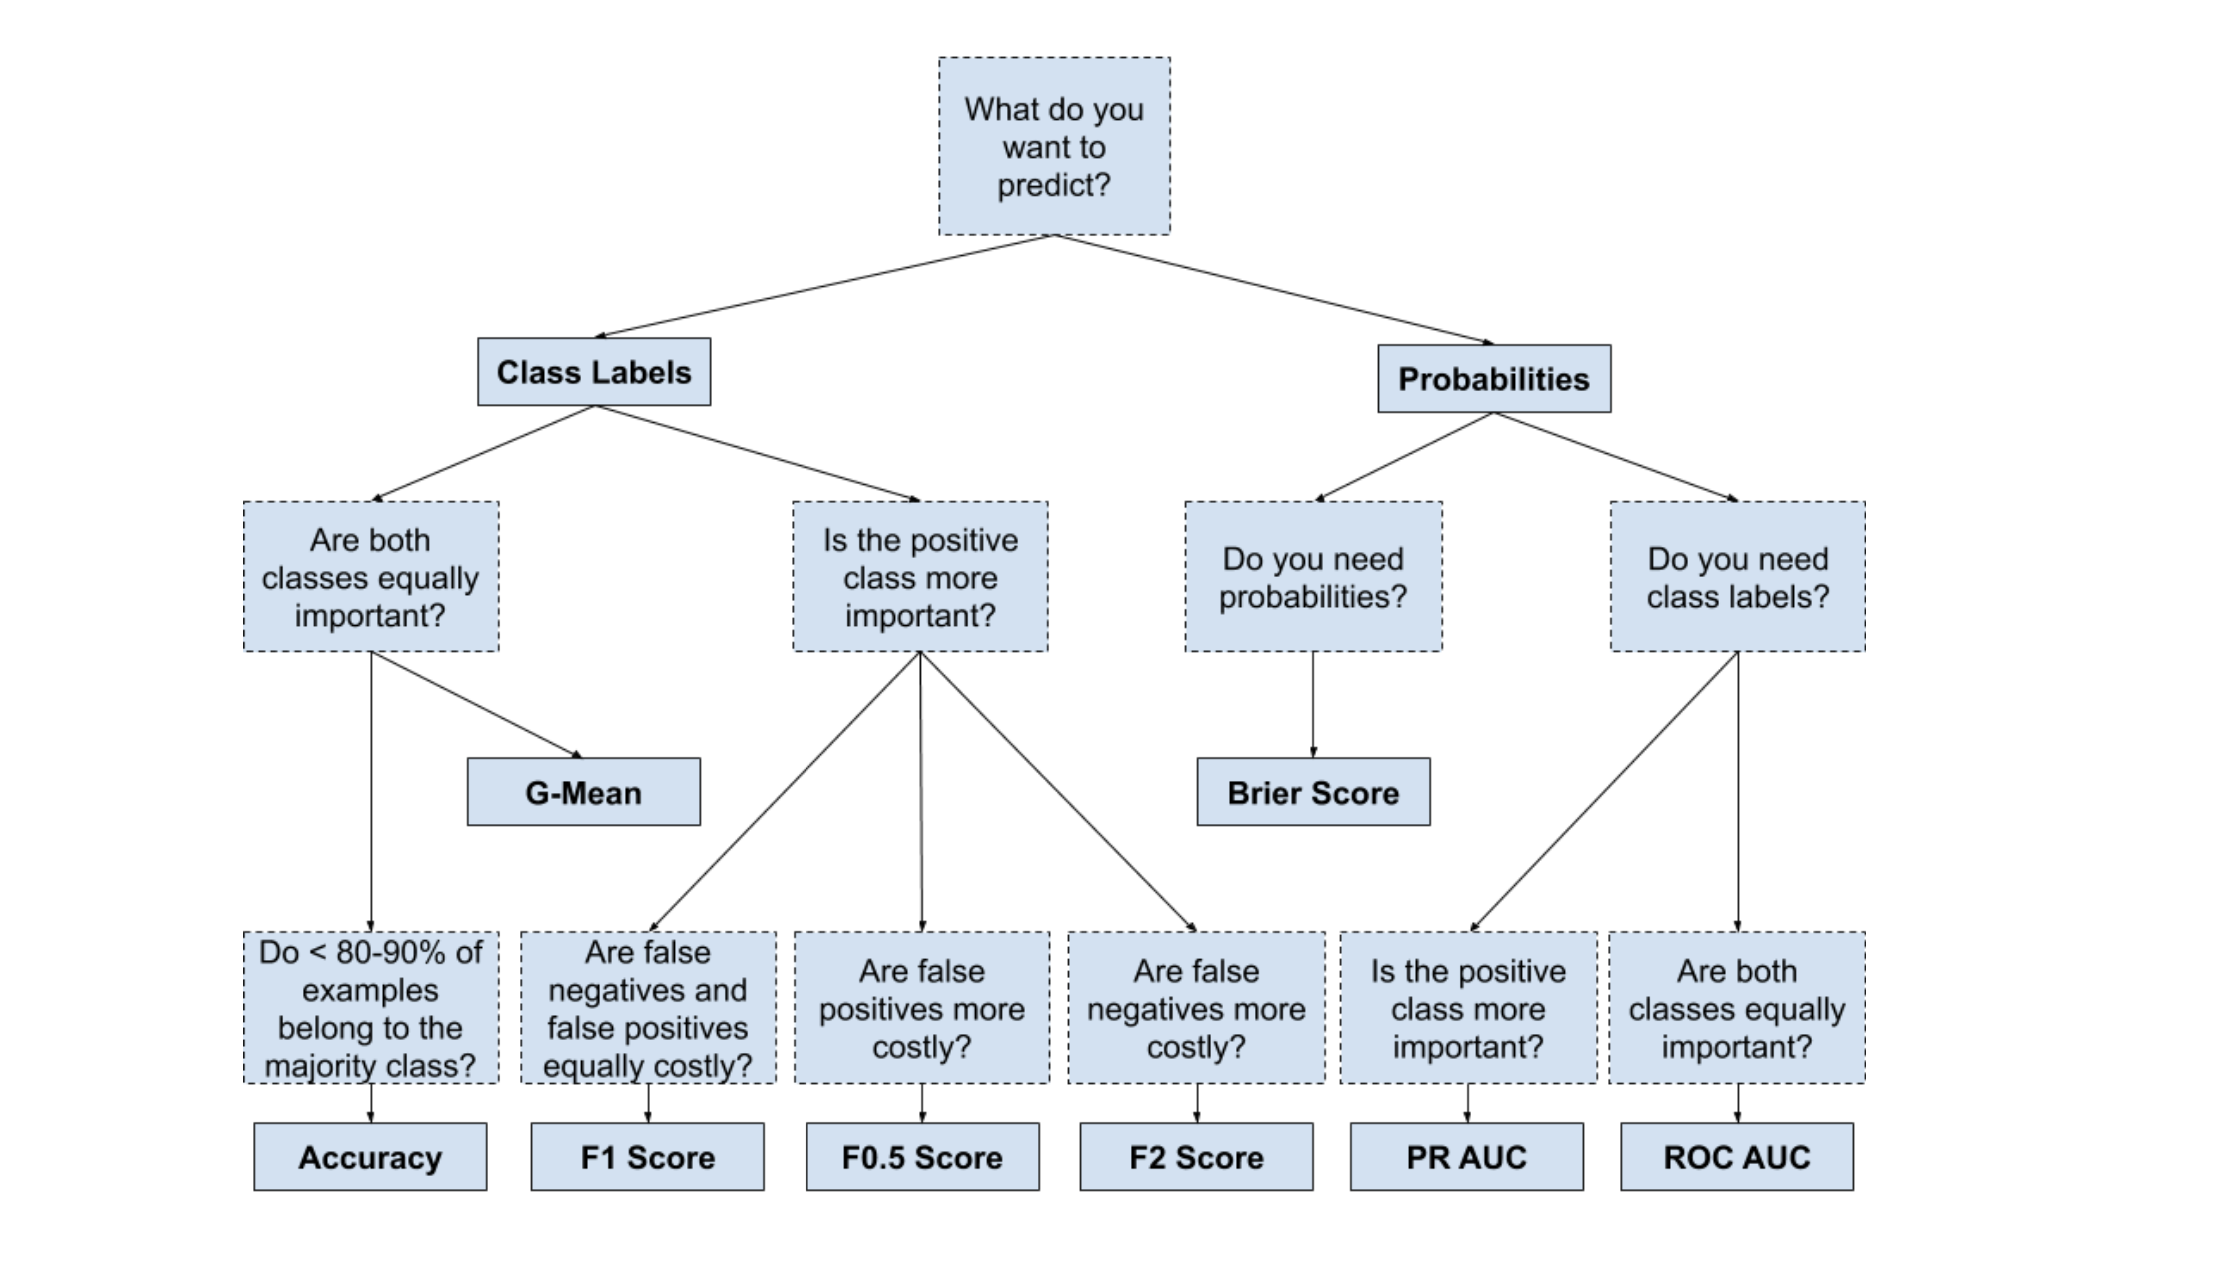 What do you
want to
predict?
Class Labels
Probabilities
Are both
classes equally
important?
Is the positive
class more
important?
Do you need
probabilities?
Do you need
class labels?
G-Mean
Brier Score
Do < 80-90% of
examples
belong to the
majority class?
Are false
negatives and
false positives
equally costly?
Are false
positives more
costly?
Are false
negatives more
costly?
Is the positive
class more
important?
Are both
classes equally
important?
Accuracy
F1 Score
F0.5 Score
F2 Score
PR AUC
ROC AUC